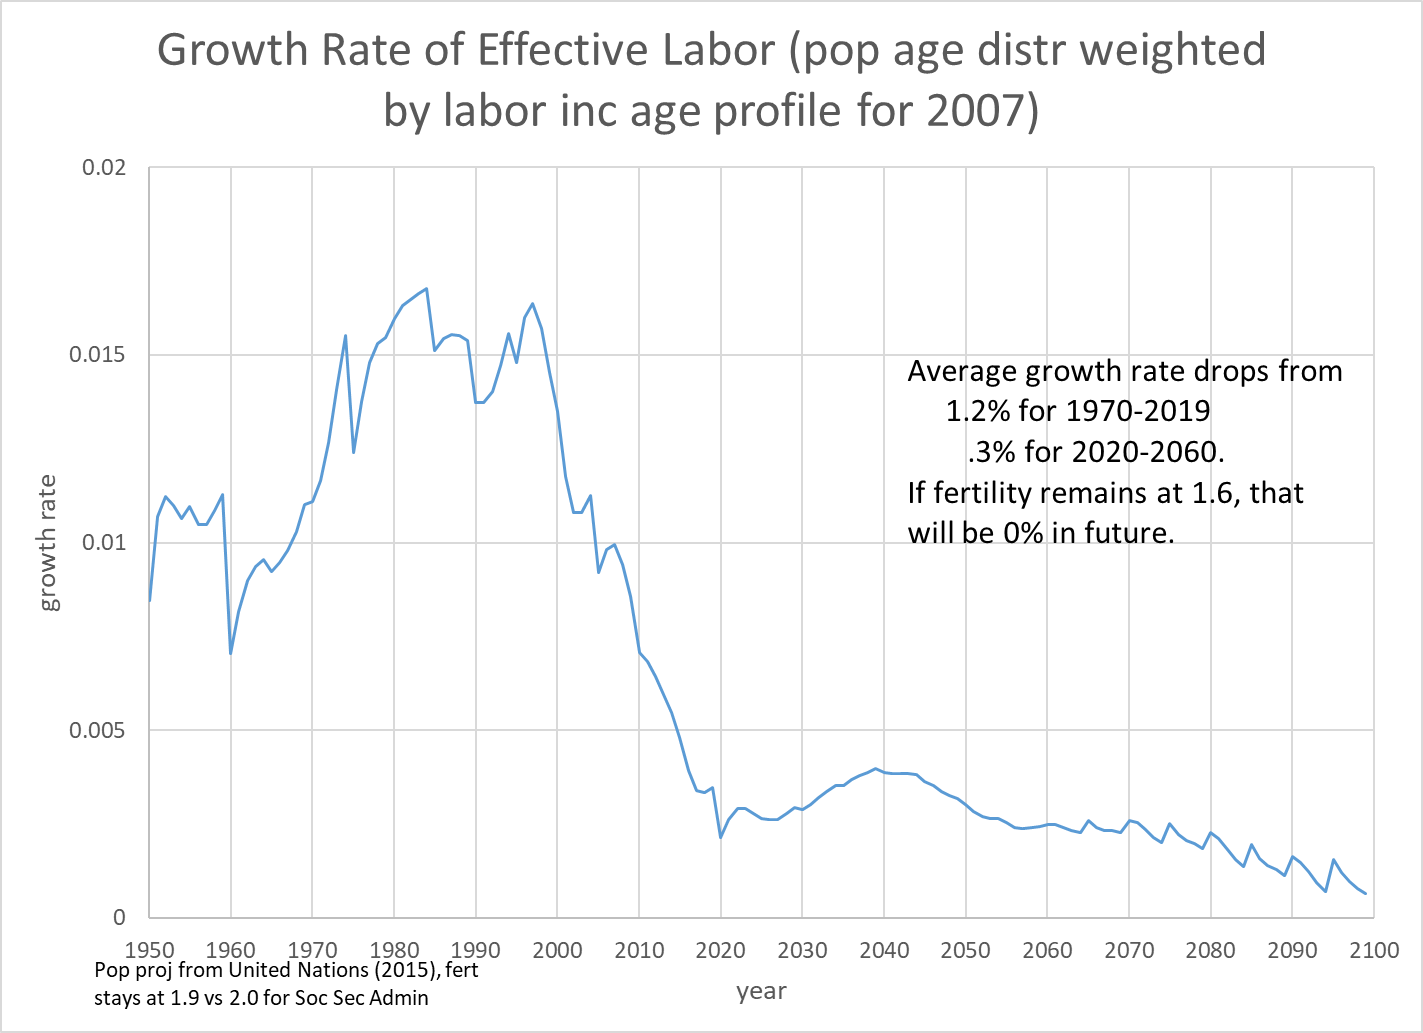 Growth Rate of Effective Labor (pop age distr weighted
by labor inc age profile for 2007)
0.02
0.015
0.01
0.005
0
growth rate
Average growth rate drops from
1.2% for 1970-2019
.3% for 2020-2060.
If fertility remains at 1.6, that
will be 0% in future.
1950 1960 1970 1980 1990 2000 2010 2020 2030 2040 2050 2060 2070 2080 2090 2100
year
Pop proj from United Nations (2015), fert
stays at 1.9 vs 2.0 for Soc Sec Admin